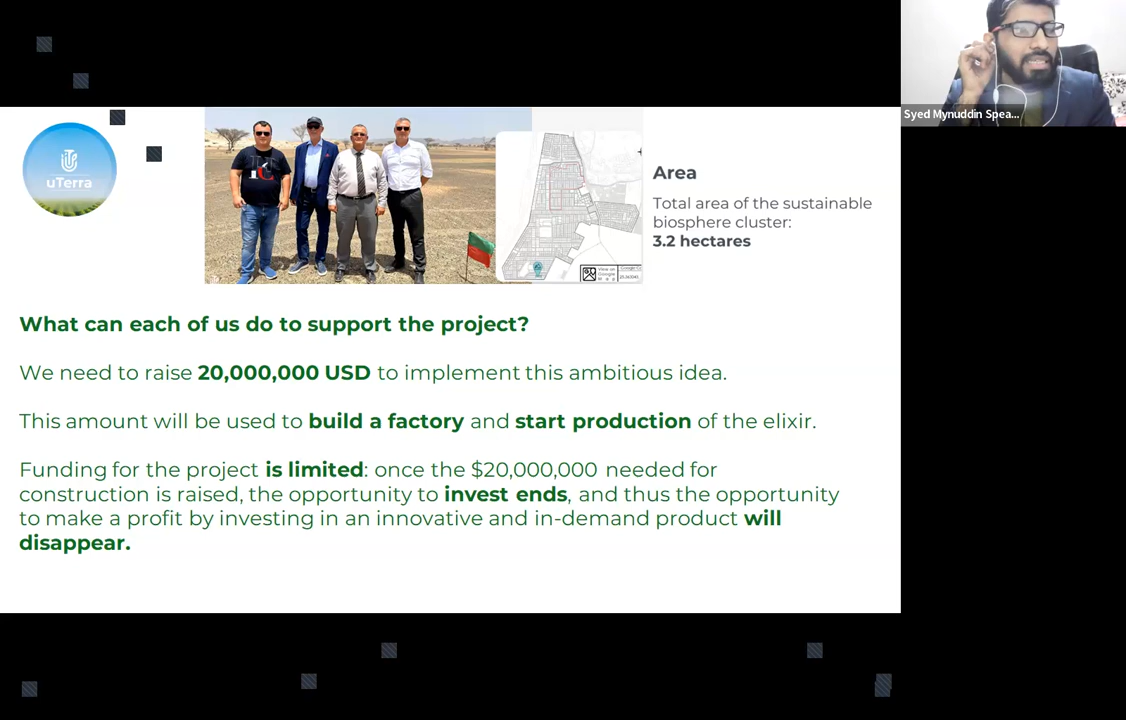 Syed Mynuddin Spea...
uTerra
Area
Total area of the sustainable
biosphere cluster:
3.2 hectares
View on
Google
What can each of us do to support the project?
We need to raise 20,000,000 USD to implement this ambitious idea.
This amount will be used to build a factory and start production of the elixir.
Funding for the project is limited: once the $20,000,000 needed for
construction is raised, the opportunity to invest ends, and thus the opportunity
to make a profit by investing in an innovative and in-demand product will
disappear.